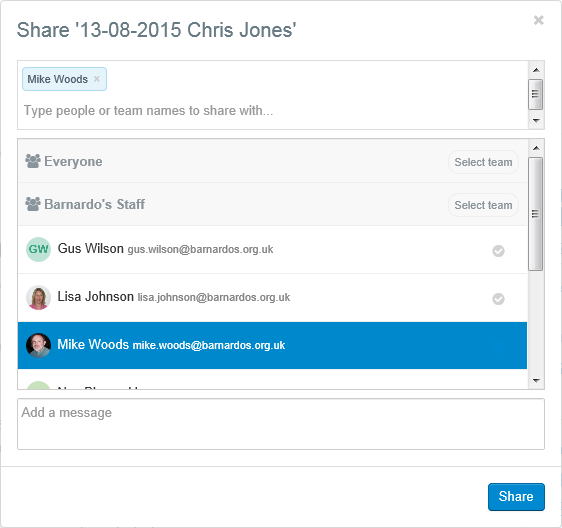 Share '13-08-2015 Chris Jones'
Mike Woods
Type people or team names to share with...
Everyone Select team
Barnardo's Staff Select team
GW Gus Wilson gus.wilson@barnardos.org.uk
Lisa Johnson lisa.johnson@barnardos.org.uk
Mike Woods mike.woods@barnardos.org.uk
Add a message
Share